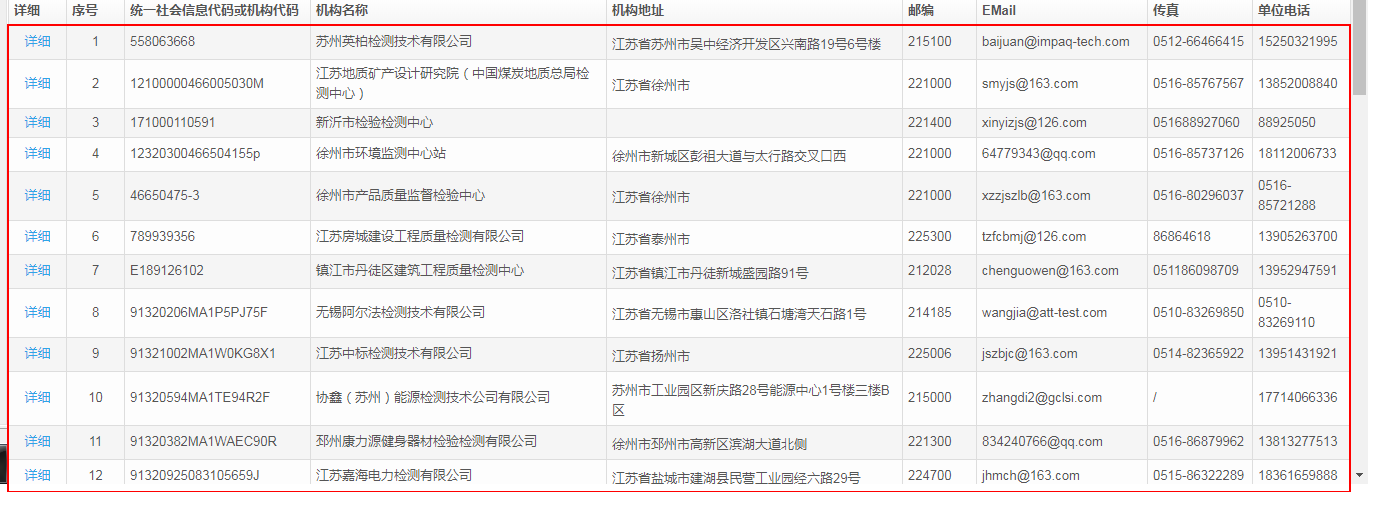 详细 序号 统一社会信息代码或机构代码 机构名称 机构地址 邮编 EMail 传真 单位电话
详细 1 558063668 苏州英柏检测技术有限公司 江苏省苏州市吴中经济开发区兴南路19号6号楼 215100 baijuan@impaq-tech.com 0512-66466415 15250321995
详细 2 12100000466005030M 江苏地质矿产设计研究院（中国煤炭地质总局检测中心） 江苏省徐州市 221000 smyjs@163.com 0516-85767567 13852008840
详细 3 171000110591 新沂市检验检测中心 221400 xinyizjs@126.com 051688927060 88925050
详细 4 12320300466504155p 徐州市环境监测中心站 徐州市新城区彭祖大道与太行路交叉口西 221000 64779343@qq.com 0516-85737126 18112006733
详细 5 46650475-3 徐州市产品质量监督检验中心 江苏省徐州市 221000 xzzjszlb@163.com 0516-80296037 0516-85721288
详细 6 789939356 江苏房城建设工程质量检测有限公司 江苏省泰州市 225300 tzfcbmj@126.com 86864618 13905263700
详细 7 E189126102 镇江市丹徒区建筑工程质量检测中心 江苏省镇江市丹徒新城盛园路91号 212028 chenguowen@163.com 051186098709 13952947591
详细 8 91320206MA1P5PJ75F 无锡阿尔法检测技术有限公司 江苏省无锡市惠山区洛社镇石塘湾天石路1号 214185 wangjia@att-test.com 0510-83269850 0510-83269110
详细 9 91321002MA1W0KG8X1 江苏中标检测技术有限公司 江苏省扬州市 225006 jszbjc@163.com 0514-82365922 13951431921
详细 10 91320594MA1TE94R2F 协鑫（苏州）能源检测技术公司有限公司 苏州市工业园区新庆路28号能源中心1号楼三楼B区 215000 zhangdi2@gclsi.com / 17714066336
详细 11 91320382MA1WAEC90R 邳州康力源健身器材检验检测有限公司 徐州市邳州市高新区滨湖大道北侧 221300 834240766@qq.com 0516-86879962 13813277513
详细 12 91320925083105659J 江苏嘉海电力检测有限公司 江苏省盐城市建湖县民营工业园经六路29号 224700 jhmch@163.com 0515-86322289 18361659888